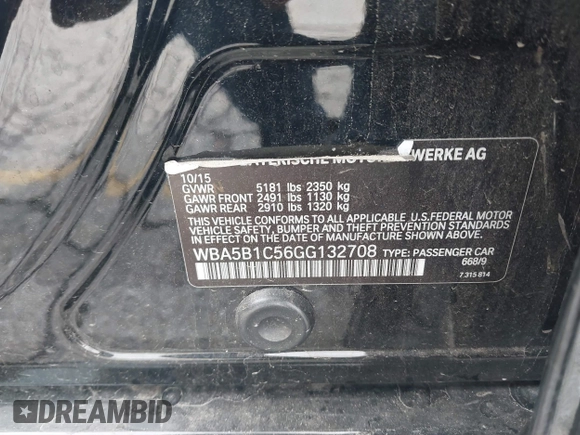 MOTOR WERKE AG
10/15
GVWR 5181 lbs 2350 kg
GAWR FRONT 2491 lbs 1130 kg
GAWR REAR 2910 lbs 1320 kg
THIS VEHICLE CONFORMS TO ALL APPLICABLE U.S.FEDERAL MOTOR
VEHICLE SAFETY, BUMPER AND THEFT PREVENTION STANDARDS
IN EFFECT ON THE DATE OF MANUFACTURE SHOWN ABOVE.
WBA5B1C56GG132708 TYPE: PASSENGER CAR
668/9
7.315 814
DREAMBID